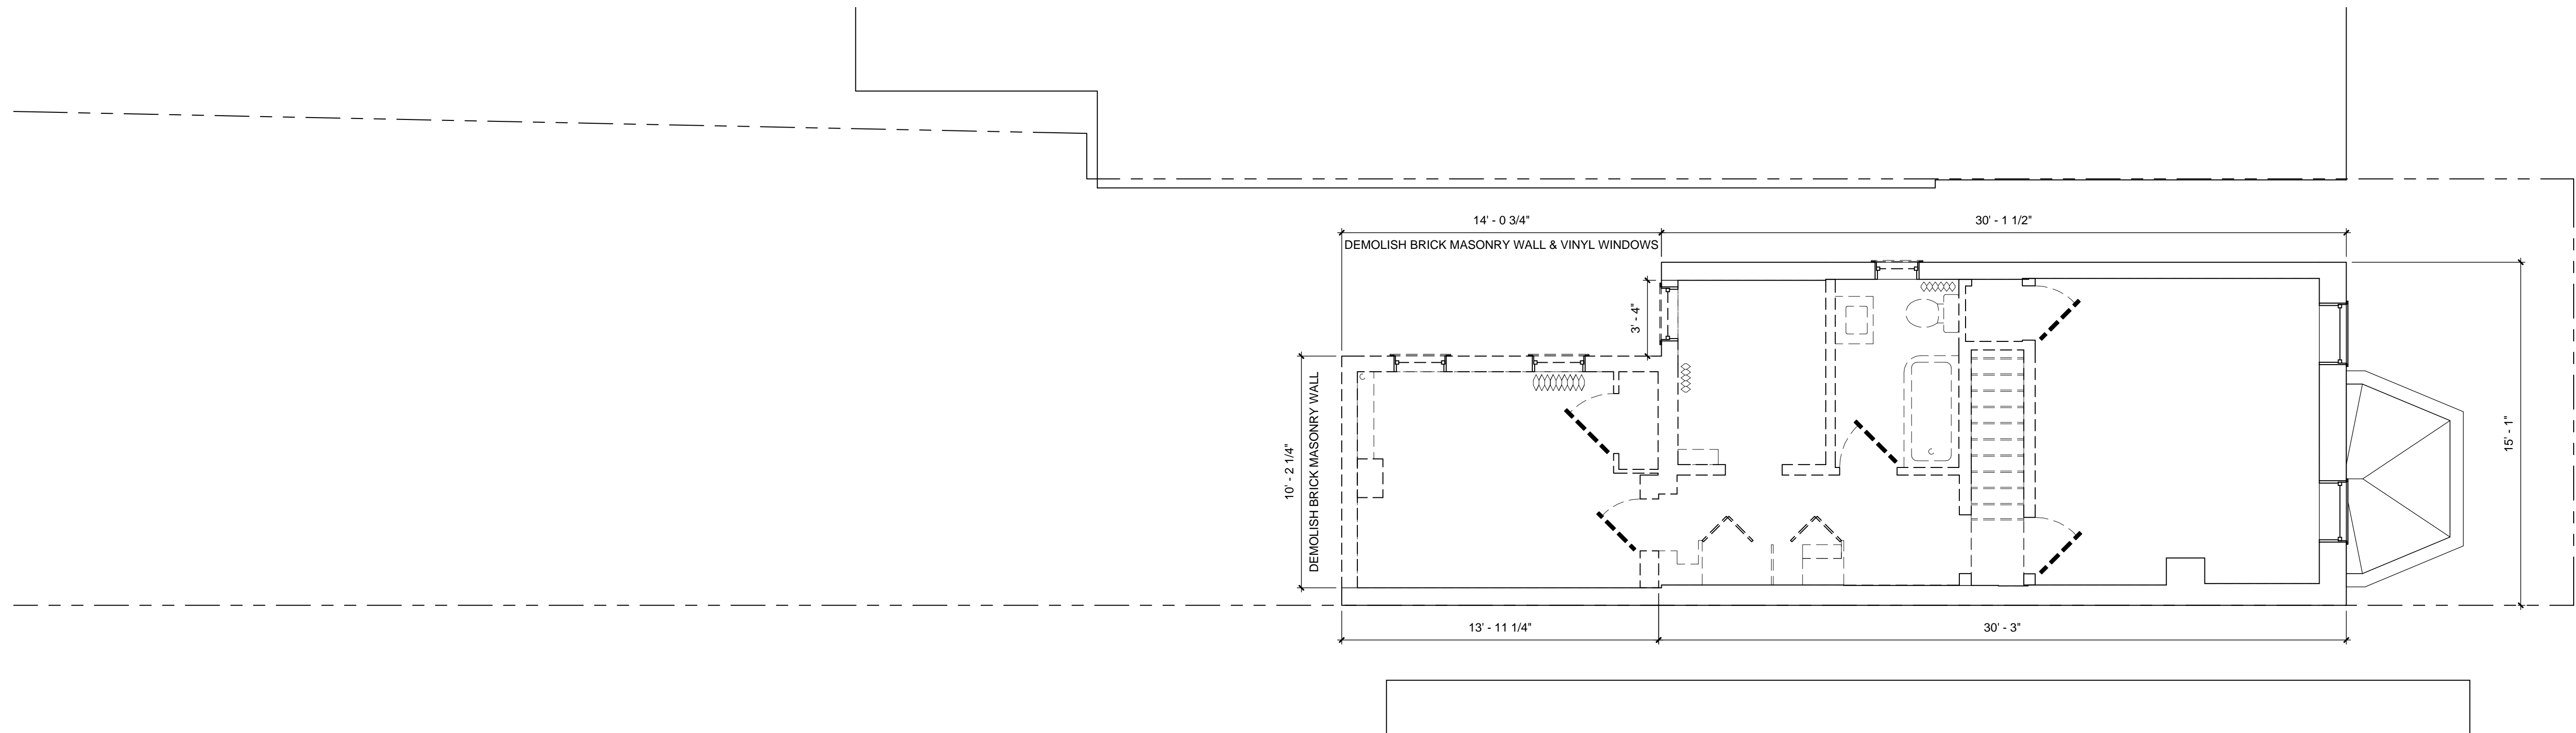 14' - 0 3/4"
30' - 1 1/2"
DEMOLISH BRICK MASONRY WALL & VINYL WINDOWS
3' - 4"
10' - 2 1/4"
DEMOLISH BRICK MASONRY WALL
15' - 1"
13' - 11 1/4"
30' - 3"